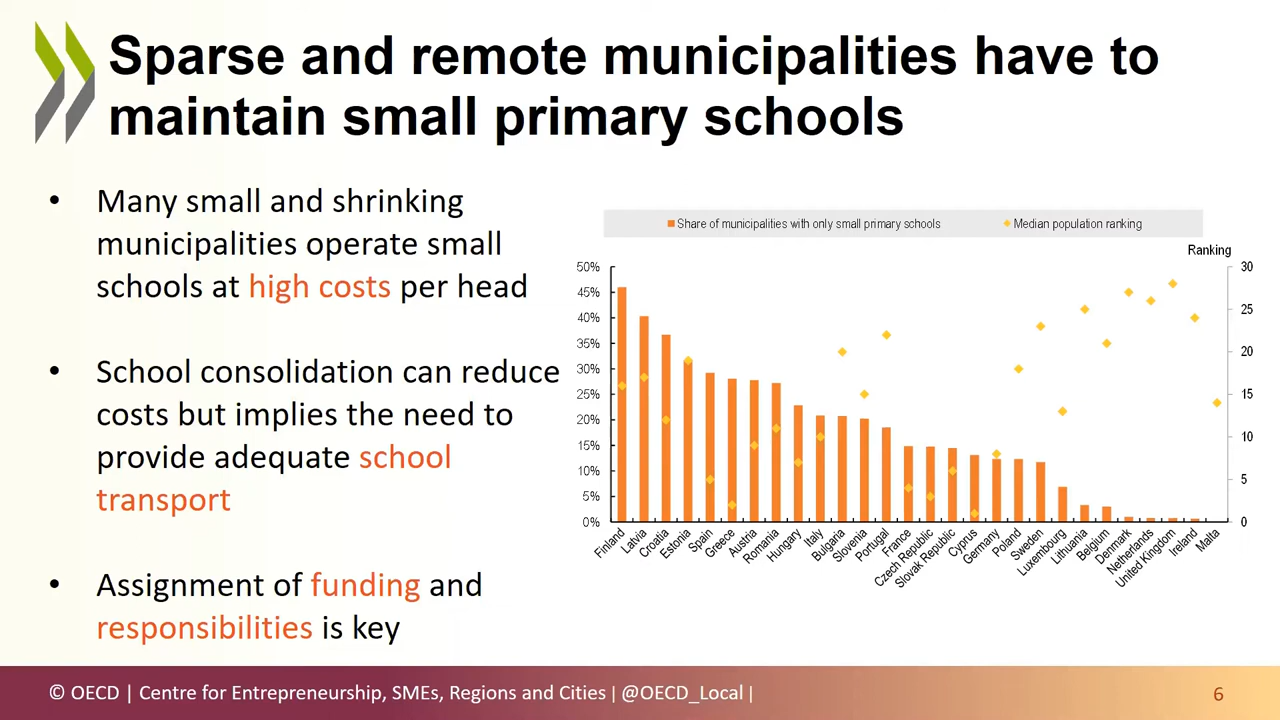 Sparse and remote municipalities have to
maintain small primary schools
• Many small and shrinking
municipalities operate small
schools at high costs per head
• School consolidation can reduce
costs but implies the need to
provide adequate school
transport
• Assignment of funding and
responsibilities is key
Share of municipalities with only small primary schools
Median population ranking
Ranking
50%
45%
40%
35%
30%
25%
20%
15%
10%
5%
0%
30
25
20
15
10
5
0
Finland
Latvia
Croatia
Estonia
Spain
Greece
Austria
Romania
Hungary
Italy
Bulgaria
Slovenia
Portugal
France
Czech Republic
Slovak Republic
Cyprus
Germany
Poland
Sweden
Luxembourg
Lithuania
Belgium
Denmark
Netherlands
United Kingdom
Ireland
Malta
© OECD | Centre for Entrepreneurship, SMEs, Regions and Cities | @OECD_Local |
6